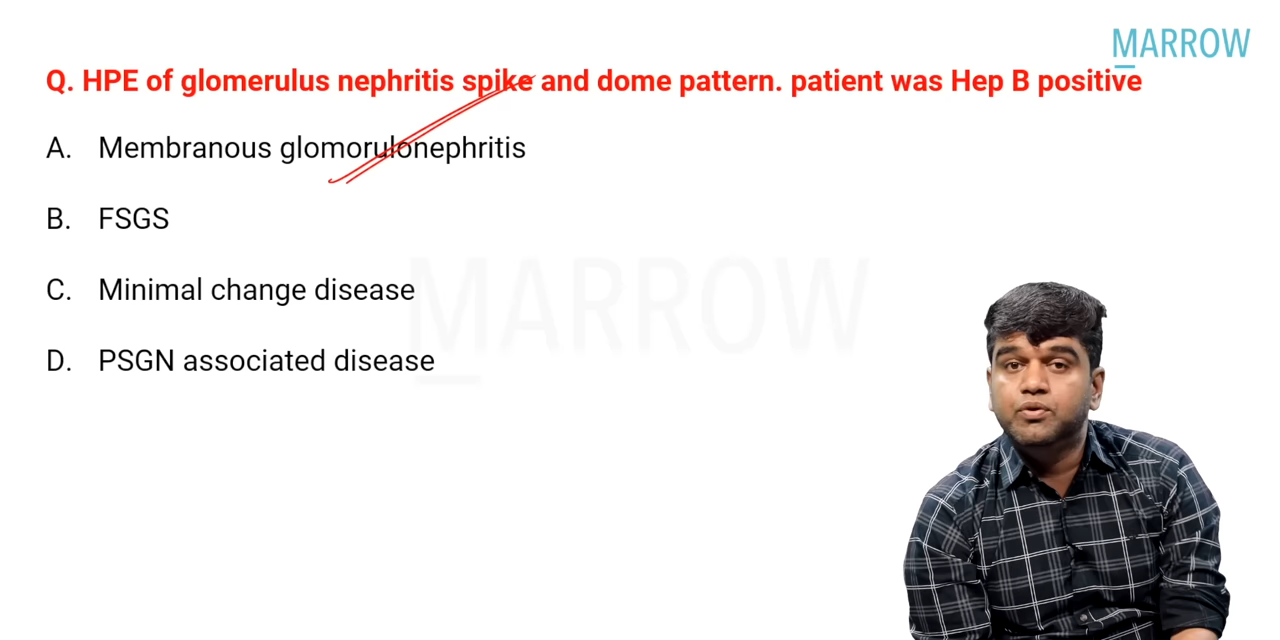 MARROW
Q. HPE of glomerulus nephritis spike and dome pattern. patient was Hep B positive
A. Membranous glomorulonephritis
B. FSGS
C. Minimal change disease
D. PSGN associated disease
MARROW